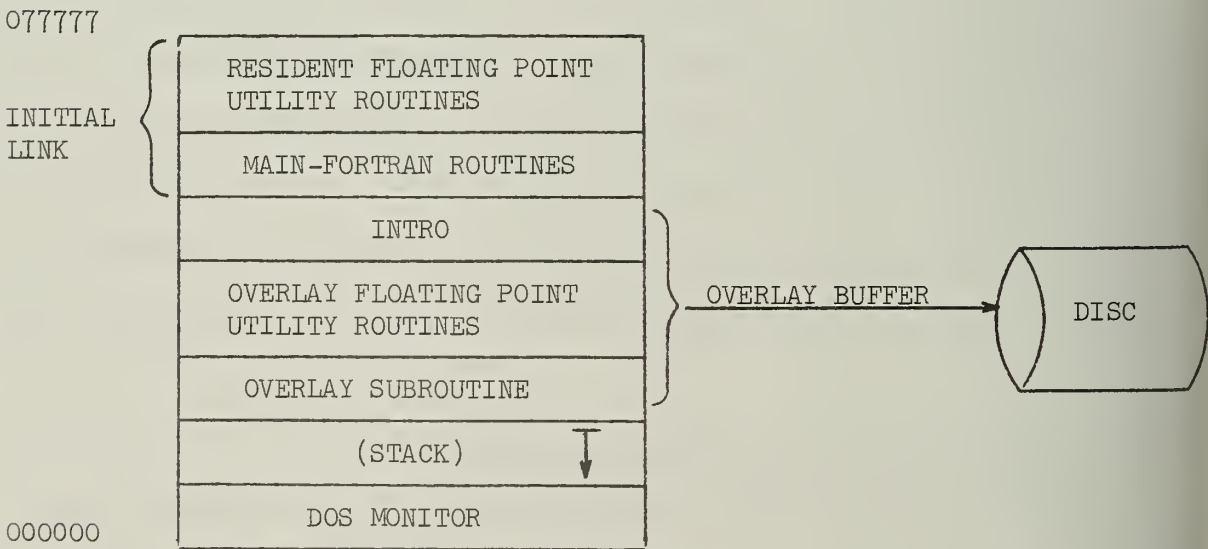 077777
RESIDENT FLOATING POINT
UTILITY ROUTINES
INITIAL
LINK
MAIN-FORTRAN ROUTINES
INTRO
OVERLAY FLOATING POINT
UTILITY ROUTINES
OVERLAY BUFFER
DISC
OVERLAY SUBROUTINE
(STACK)
DOS MONITOR
000000